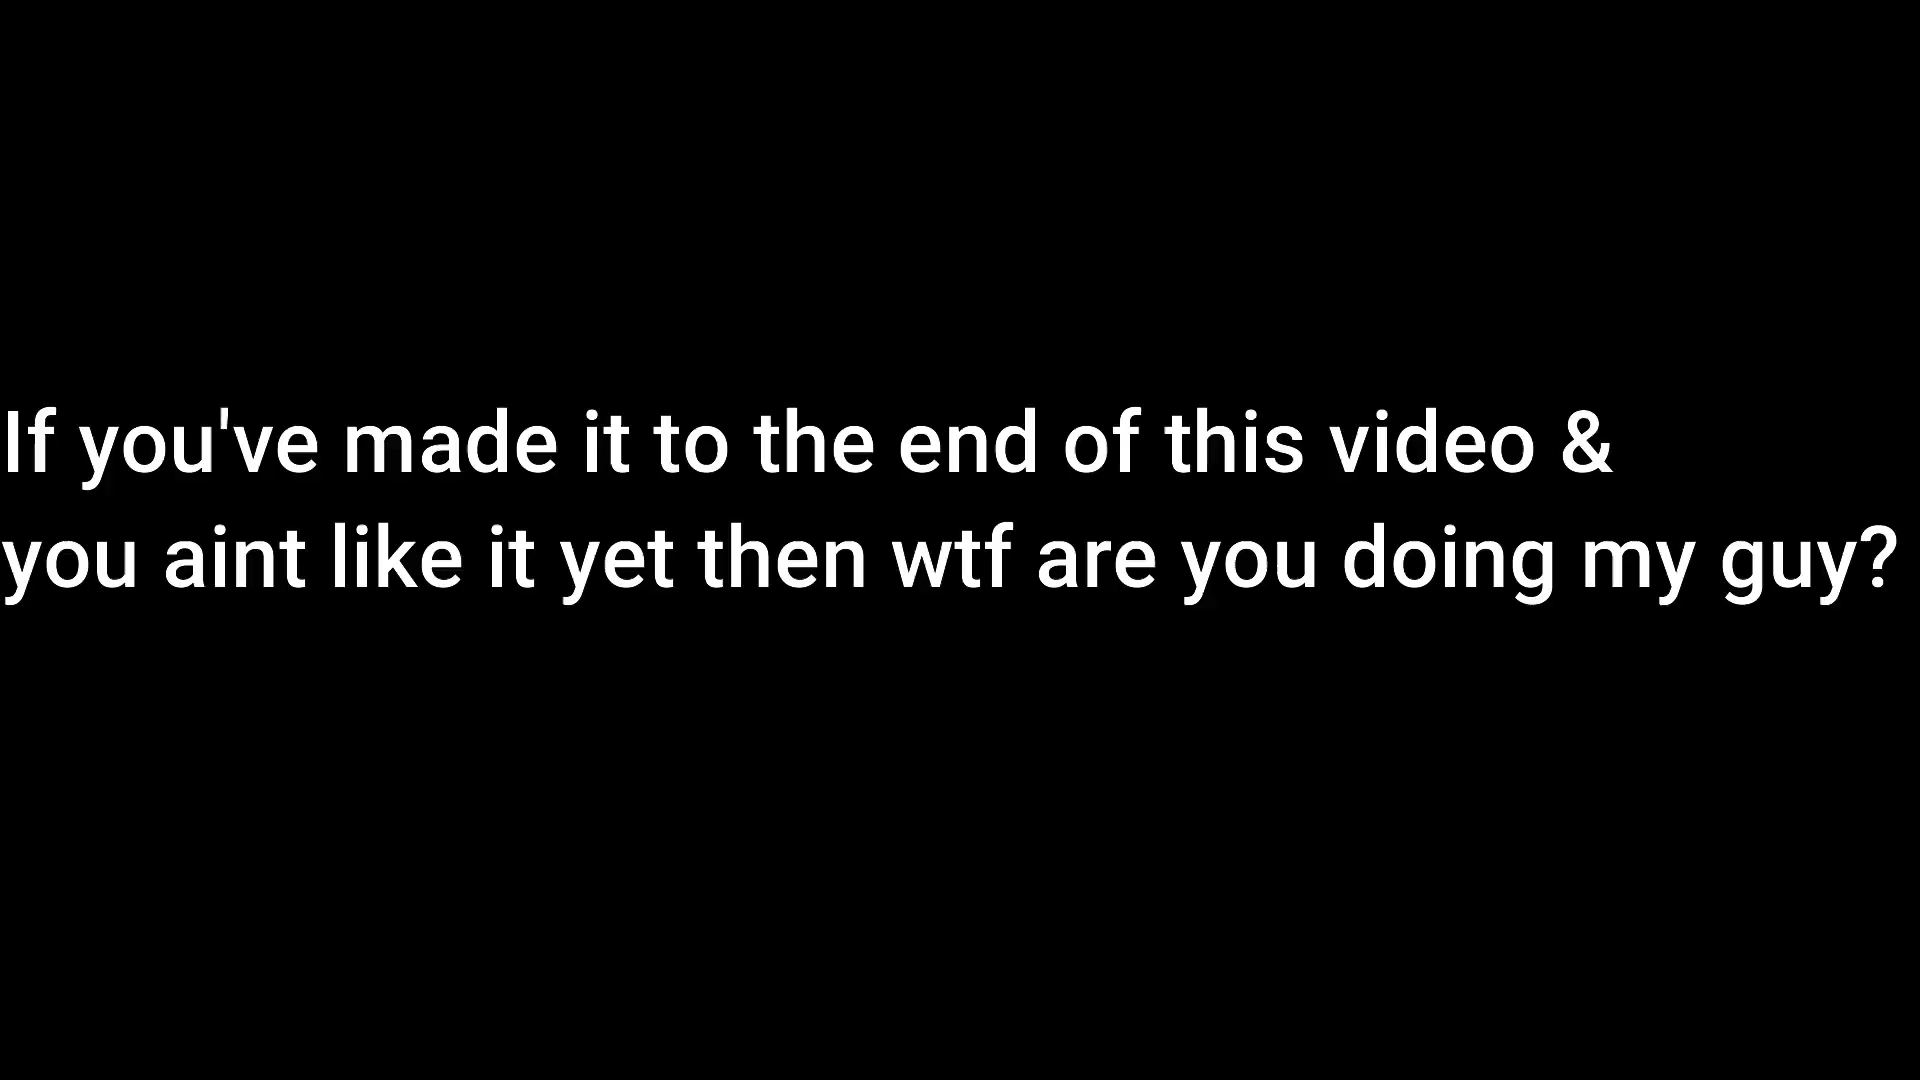 If you've made it to the end of this video &
you aint like it yet then wtf are you doing my guy?